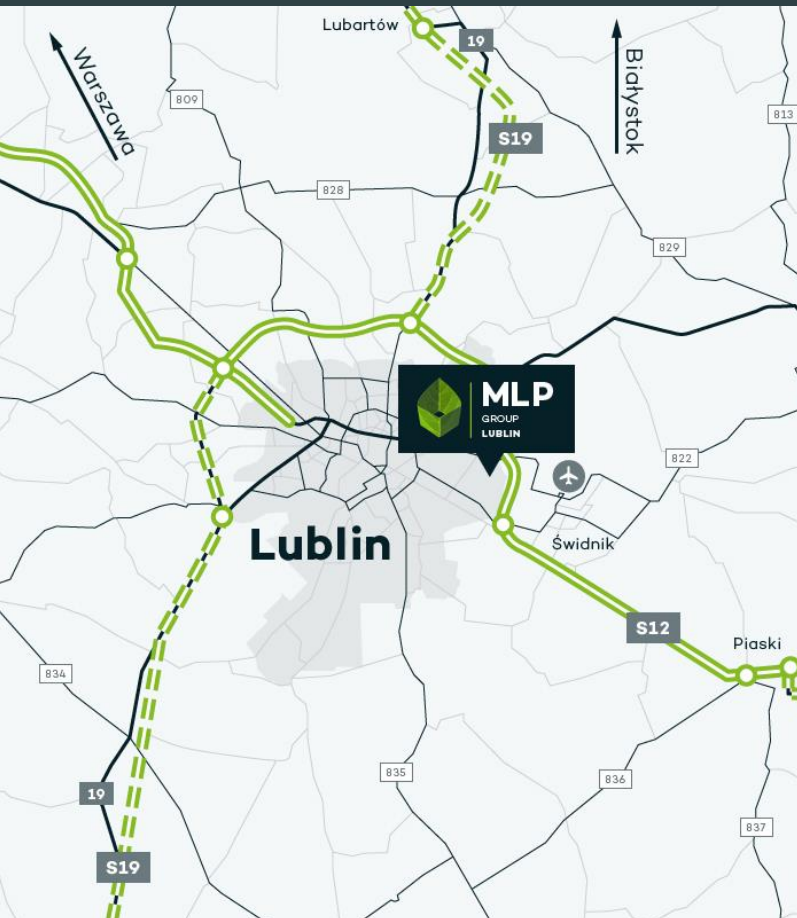 Lubartów
19
Warszawa
Białystok
809
813
S19
828
829
MLP
GROUP
LUBLIN
822
Lublin
Świdnik
S12
Piaski
834
835
836
19
837
S19